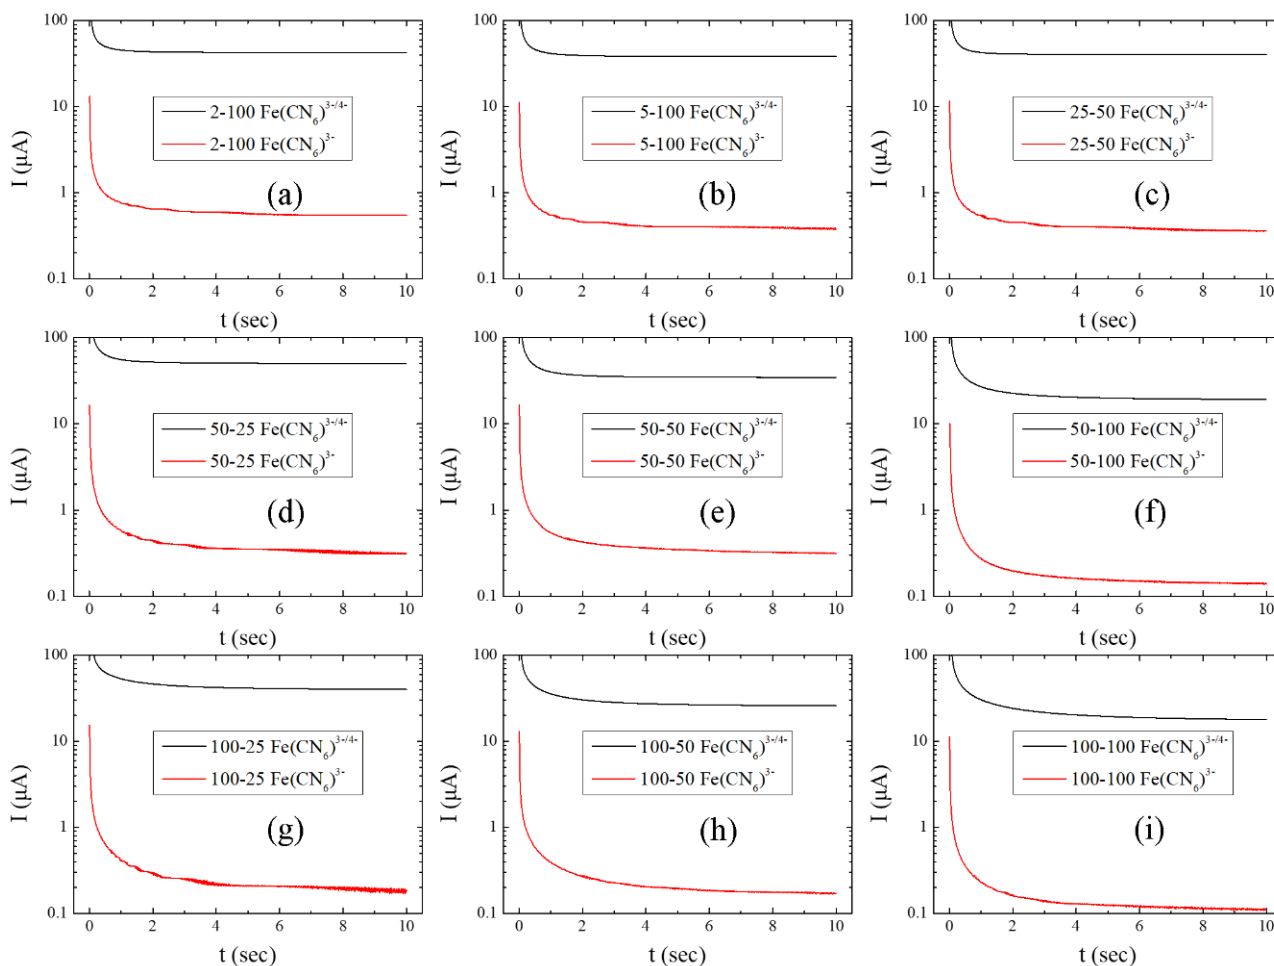 100
10
1
0.1
I (μA)
2-100 Fe(CN₆)³⁻/⁴⁻
2-100 Fe(CN₆)³⁻
(a)
0 2 4 6 8 10
t (sec)
100
10
1
0.1
I (μA)
5-100 Fe(CN₆)³⁻/⁴⁻
5-100 Fe(CN₆)³⁻
(b)
0 2 4 6 8 10
t (sec)
100
10
1
0.1
I (μA)
25-50 Fe(CN₆)³⁻/⁴⁻
25-50 Fe(CN₆)³⁻
(c)
0 2 4 6 8 10
t (sec)
100
10
1
0.1
I (μA)
50-25 Fe(CN₆)³⁻/⁴⁻
50-25 Fe(CN₆)³⁻
(d)
0 2 4 6 8 10
t (sec)
100
10
1
0.1
I (μA)
50-50 Fe(CN₆)³⁻/⁴⁻
50-50 Fe(CN₆)³⁻
(e)
0 2 4 6 8 10
t (sec)
100
10
1
0.1
I (μA)
50-100 Fe(CN₆)³⁻/⁴⁻
50-100 Fe(CN₆)³⁻
(f)
0 2 4 6 8 10
t (sec)
100
10
1
0.1
I (μA)
100-25 Fe(CN₆)³⁻/⁴⁻
100-25 Fe(CN₆)³⁻
(g)
0 2 4 6 8 10
t (sec)
100
10
1
0.1
I (μA)
100-50 Fe(CN₆)³⁻/⁴⁻
100-50 Fe(CN₆)³⁻
(h)
0 2 4 6 8 10
t (sec)
100
10
1
0.1
I (μA)
100-100 Fe(CN₆)³⁻/⁴⁻
100-100 Fe(CN₆)³⁻
(i)
0 2 4 6 8 10
t (sec)